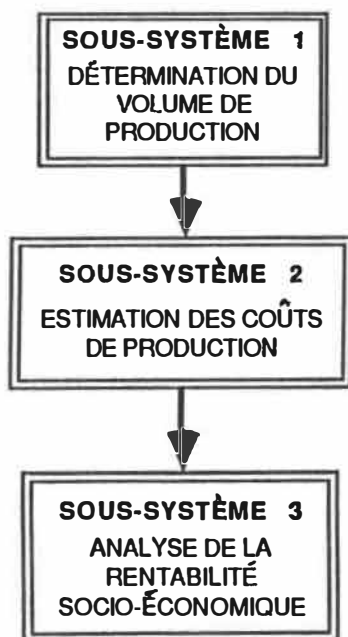 SOUS-SYSTÈME 1
DÉTERMINATION DU
VOLUME DE
PRODUCTION
SOUS-SYSTÈME 2
ESTIMATION DES COÛTS
DE PRODUCTION
SOUS-SYSTÈME 3
ANALYSE DE LA
RENTABILITÉ
SOCIO-ÉCONOMIQUE